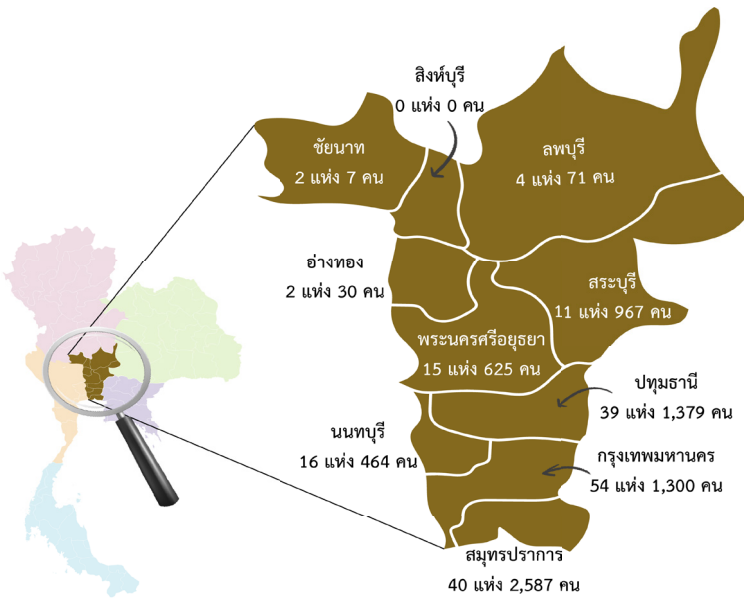 สิงห์บุรี
0 แห่ง 0 คน
ชัยนาท
2 แห่ง 7 คน
ลพบุรี
4 แห่ง 71 คน
อ่างทอง
2 แห่ง 30 คน
สระบุรี
11 แห่ง 967 คน
พระนครศรีอยุธยา
15 แห่ง 625 คน
ปทุมธานี
39 แห่ง 1,379 คน
นนทบุรี
16 แห่ง 464 คน
กรุงเทพมหานคร
54 แห่ง 1,300 คน
สมุทรปราการ
40 แห่ง 2,587 คน